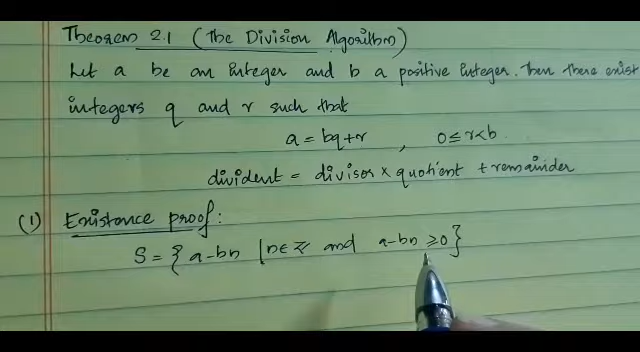 Theorem 2.1 (The Division Algorithm)
Let a be an integer and b a positive integer. Then there exist
integers q and r such that
a = bq+r , 0≤r<b.
divident = divisor × quotient + remainder
(1) Existance proof:
S = { a-bn | n∈ℤ and a-bn ≥0}